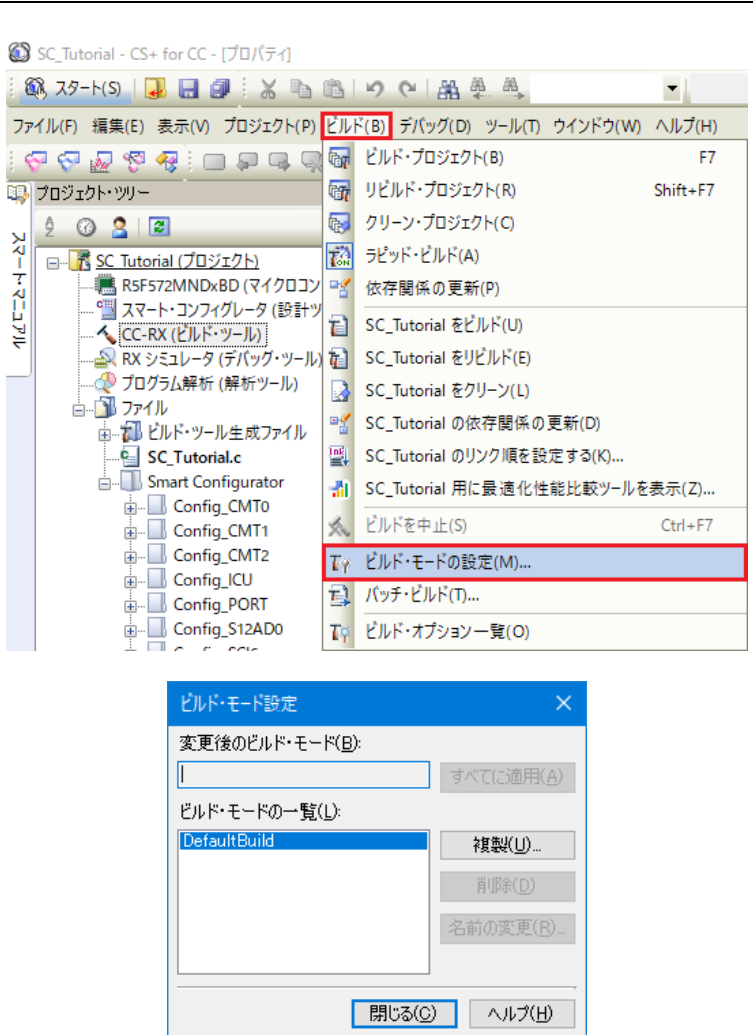 SC_Tutorial - CS+ for CC - [プロパティ]
スタート(S)
ファイル(F) 編集(E) 表示(V) プロジェクト(P) ビルド(B) デバッグ(D) ツール(T) ウインドウ(W) ヘルプ(H)
スマート・マニュアル
プロジェクト・ツリー
SC_Tutorial (プロジェクト)
R5F572MNDxBD (マイクロコン
スマート・コンフィグレータ (設計ツ
CC-RX (ビルド・ツール)
RX シミュレータ (デバッグ・ツール)
プログラム解析 (解析ツール)
ファイル
ビルド・ツール生成ファイル
SC_Tutorial.c
Smart Configurator
Config_CMT0
Config_CMT1
Config_CMT2
Config_ICU
Config_PORT
Config_S12AD0
ビルド・プロジェクト(B) F7
リビルド・プロジェクト(R) Shift+F7
クリーン・プロジェクト(C)
ラピッド・ビルド(A)
依存関係の更新(P)
SC_Tutorial をビルド(U)
SC_Tutorial をリビルド(E)
SC_Tutorial をクリーン(L)
SC_Tutorial の依存関係の更新(D)
SC_Tutorial のリンク順を設定する(K)...
SC_Tutorial 用に最適化性能比較ツールを表示(Z)...
ビルドを中止(S) Ctrl+F7
ビルド・モードの設定(M)...
バッチ・ビルド(T)...
ビルド・オプション一覧(O)
ビルド・モード設定
変更後のビルド・モード(B):
すべてに適用(A)
ビルド・モードの一覧(L):
DefaultBuild
複製(U)...
削除(D)
名前の変更(R)...
閉じる(C) ヘルプ(H)